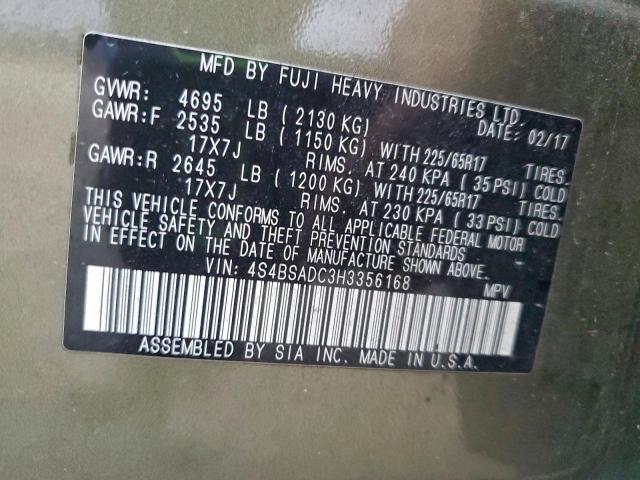 MFD BY FUJI HEAVY INDUSTRIES LTD.
GVWR: 4695 LB ( 2130 KG) DATE: 02/17
GAWR:F 2535 LB ( 1150 KG) WITH 225/65R17 TIRES
17X7J RIMS. AT 240 KPA ( 35 PSI) COLD
GAWR:R 2645 LB ( 1200 KG) WITH 225/65R17 TIRES.
17X7J RIMS. AT 230 KPA ( 33 PSI) COLD
THIS VEHICLE CONFORMS TO ALL APPLICABLE FEDERAL MOTOR
VEHICLE SAFETY AND THEFT PREVENTION STANDARDS
IN EFFECT ON THE DATE OF MANUFACTURE SHOWN ABOVE.
VIN: 4S4BSADC3H3356168 MPV
ASSEMBLED BY SIA INC. MADE IN U.S.A.